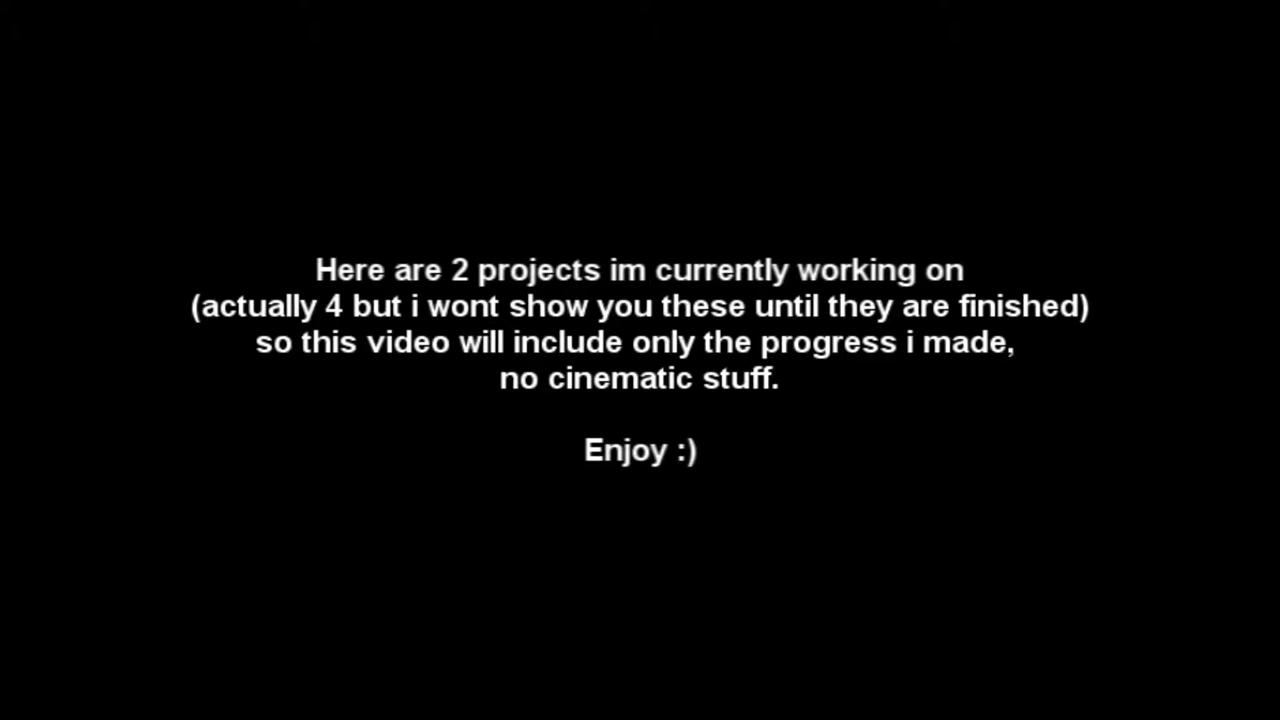 Here are 2 projects im currently working on
(actually 4 but i wont show you these until they are finished)
so this video will include only the progress i made,
no cinematic stuff.
Enjoy :)